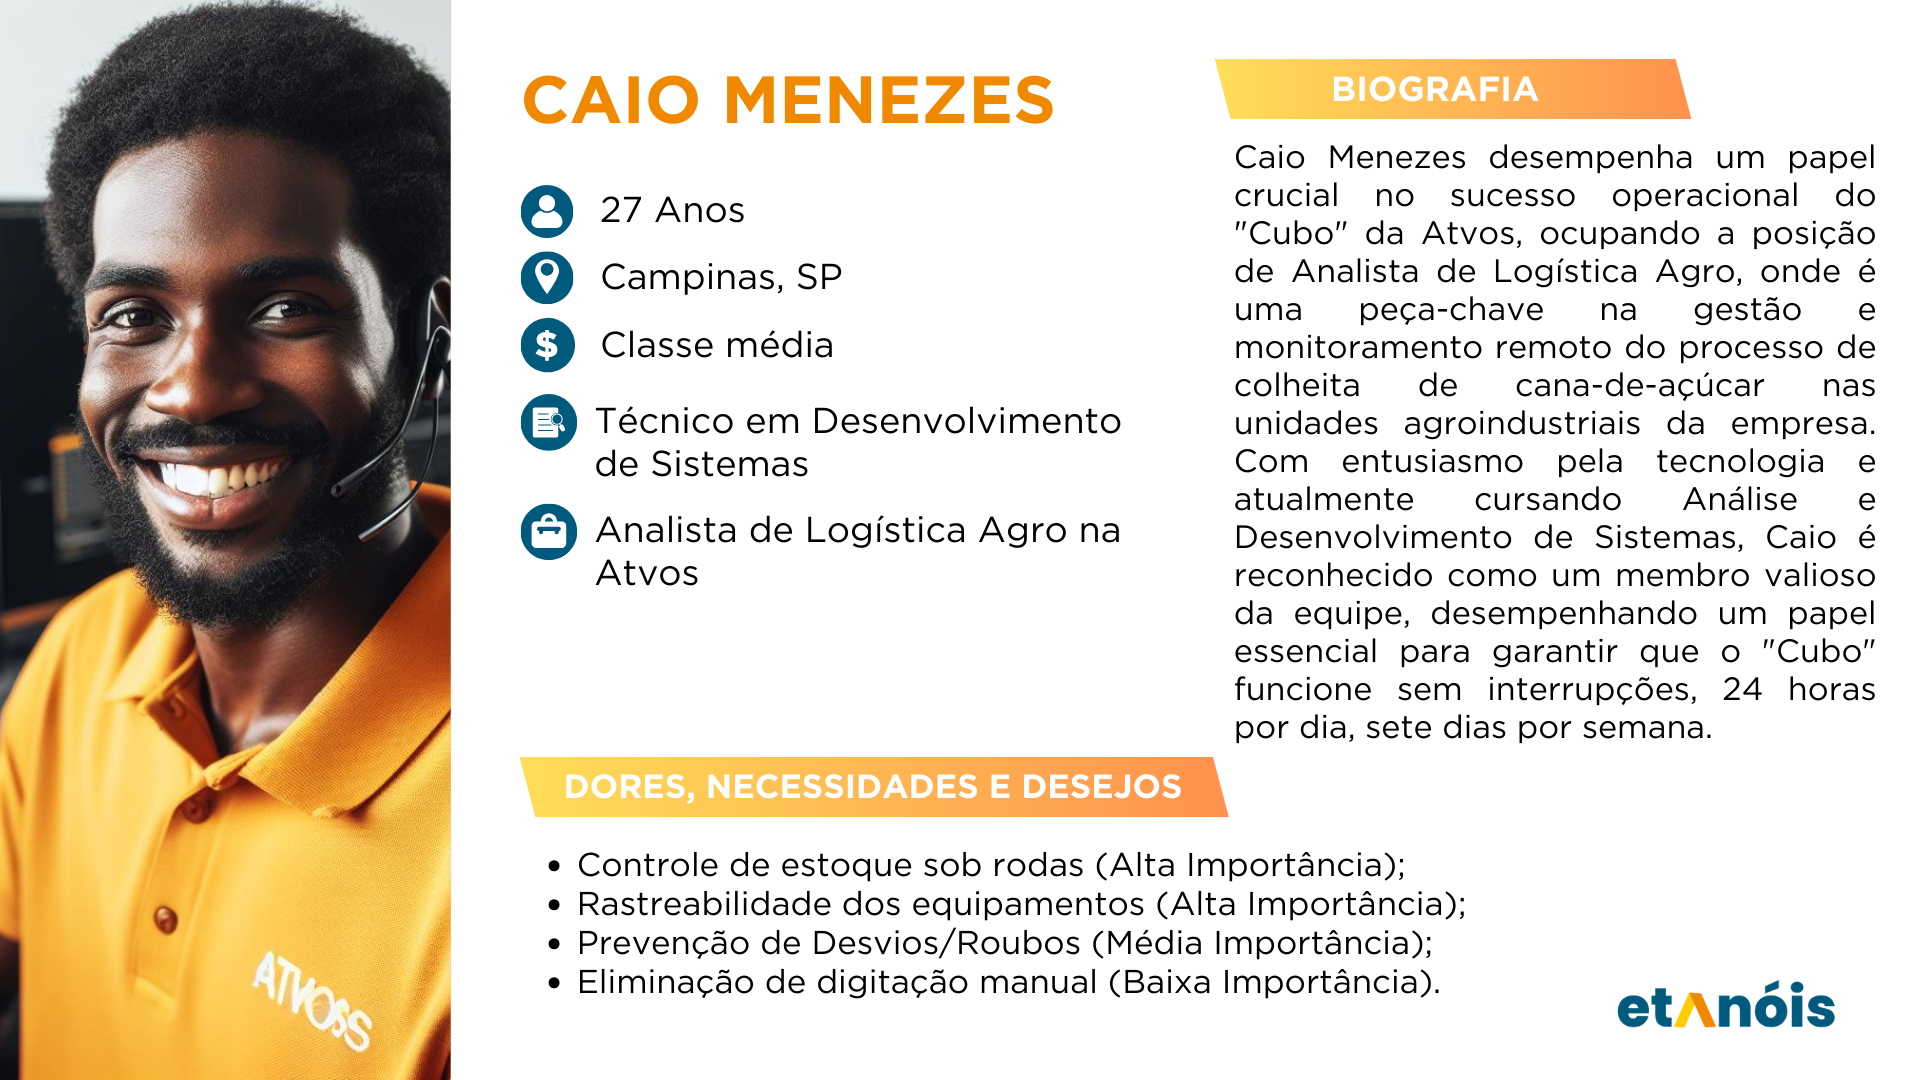 CAIO MENEZES
27 Anos
Campinas, SP
Classe média
Técnico em Desenvolvimento
de Sistemas
Analista de Logística Agro na
Atvos
BIOGRAFIA
Caio Menezes desempenha um papel
crucial no sucesso operacional do
"Cubo" da Atvos, ocupando a posição
de Analista de Logística Agro, onde é
uma peça-chave na gestão e
monitoramento remoto do processo de
colheita de cana-de-açúcar nas
unidades agroindustriais da empresa.
Com entusiasmo pela tecnologia e
atualmente cursando Análise e
Desenvolvimento de Sistemas, Caio é
reconhecido como um membro valioso
da equipe, desempenhando um papel
essencial para garantir que o "Cubo"
funcione sem interrupções, 24 horas
por dia, sete dias por semana.
DORES, NECESSIDADES E DESEJOS
• Controle de estoque sob rodas (Alta Importância);
• Rastreabilidade dos equipamentos (Alta Importância);
• Prevenção de Desvios/Roubos (Média Importância);
• Eliminação de digitação manual (Baixa Importância).
ATVOSS
etanóis